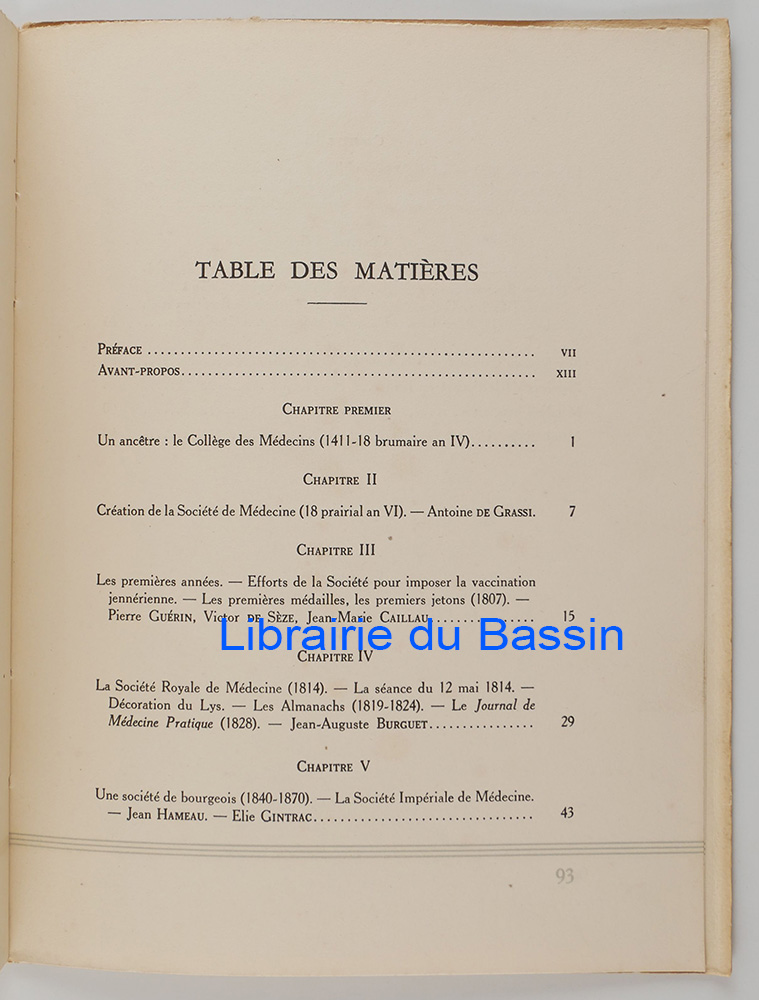 TABLE DES MATIÈRES
PRÉFACE ........................................................... VII
AVANT-PROPOS...................................................... XIII
CHAPITRE PREMIER
Un ancêtre : le Collège des Médecins (1411-18 brumaire an IV).......... 1
CHAPITRE II
Création de la Société de Médecine (18 prairial an VI). — Antoine DE GRASSI. 7
CHAPITRE III
Les premières années. — Efforts de la Société pour imposer la vaccination
jennérienne. — Les premières médailles, les premiers jetons (1807). —
Pierre GUÉRIN, Victor DE SÈZE, Jean-Marie CAILLAU................ 15
Librairie du Bassin
CHAPITRE IV
La Société Royale de Médecine (1814). — La séance du 12 mai 1814. —
Décoration du Lys. — Les Almanachs (1819-1824). — Le Journal de
Médecine Pratique (1828). — Jean-Auguste BURGUET................ 29
CHAPITRE V
Une société de bourgeois (1840-1870). — La Société Impériale de Médecine.
— Jean HAMEAU. — Elie GINTRAC................................. 43
93